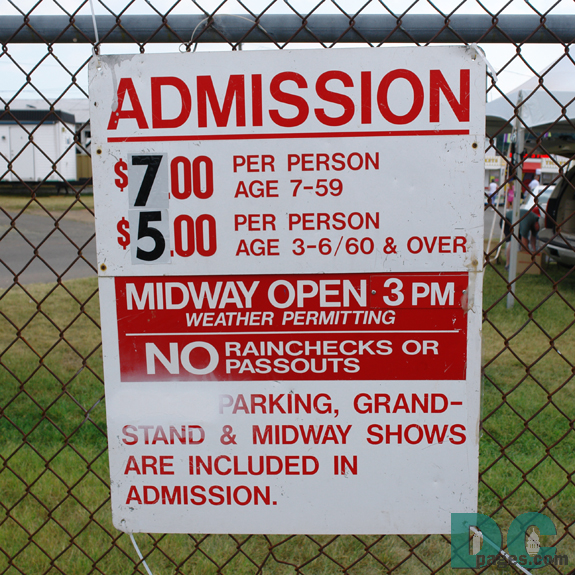 ADMISSION
$7.00 PER PERSON
AGE 7-59
$5.00 PER PERSON
AGE 3-6/60 & OVER
MIDWAY OPEN 3 PM
WEATHER PERMITTING
NO RAINCHECKS OR
PASSOUTS
PARKING, GRAND-
STAND & MIDWAY SHOWS
ARE INCLUDED IN
ADMISSION.
DC
pages.com